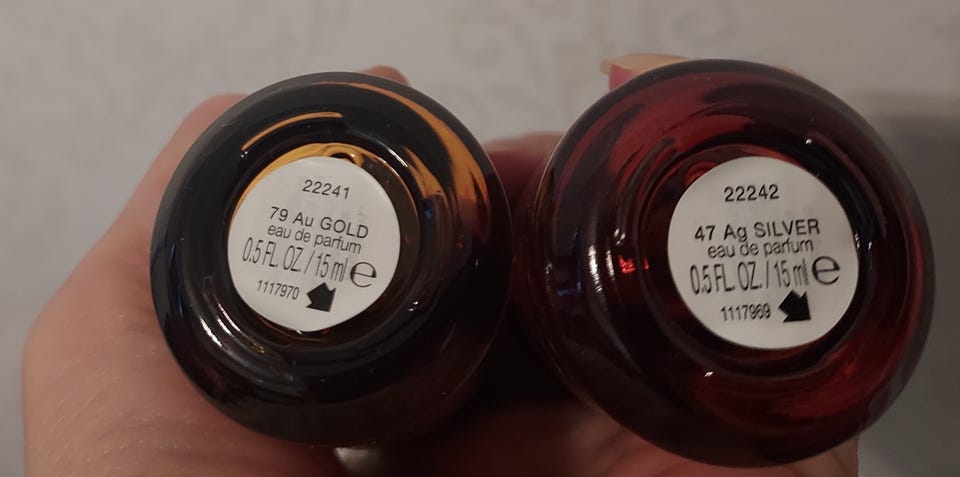 22241
79 Au GOLD
eau de parfum
0.5 FL. OZ. / 15 ml e
1117970
22242
47 Ag SILVER
eau de parfum
0.5 FL. OZ. / 15 ml e
1117969